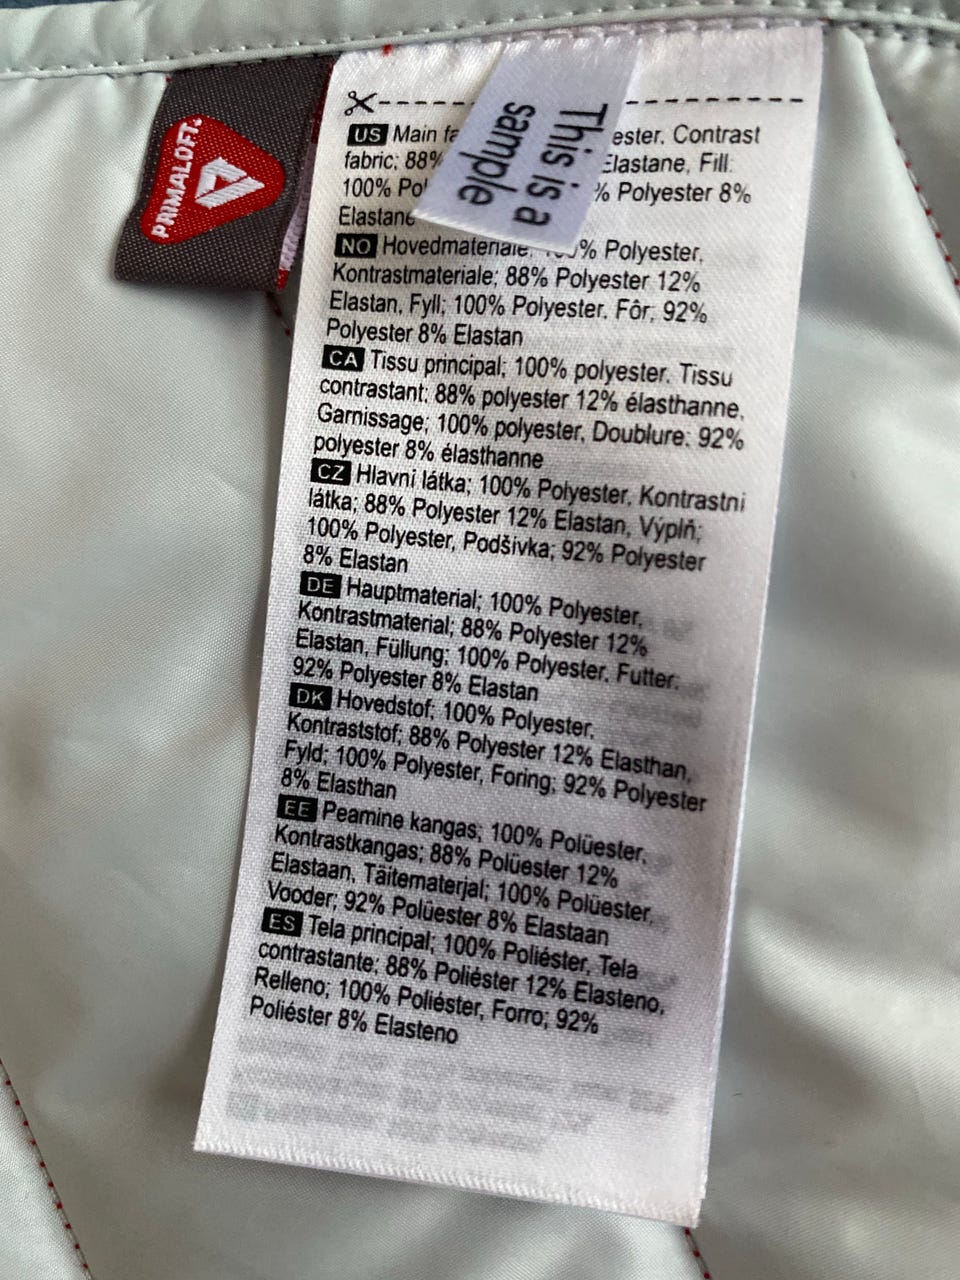 PRIMALOFT®
This is a
sample
US Main fa ester. Contrast
fabric; 88% Elastane, Fill:
100% Pol % Polyester 8%
Elastane
NO Hovedmateriale; % Polyester,
Kontrastmateriale; 88% Polyester 12%
Elastan, Fyll; 100% Polyester. Fôr; 92%
Polyester 8% Elastan
CA Tissu principal; 100% polyester. Tissu
contrastant; 88% polyester 12% élasthanne,
Garnissage; 100% polyester, Doublure: 92%
polyester 8% élasthanne
CZ Hlavní látka; 100% Polyester, Kontrastní
látka; 88% Polyester 12% Elastan, Výplň;
100% Polyester, Podšívka; 92% Polyester
8% Elastan
DE Hauptmaterial; 100% Polyester,
Kontrastmaterial; 88% Polyester 12%
Elastan, Füllung; 100% Polyester, Futter;
92% Polyester 8% Elastan
DK Hovedstof; 100% Polyester,
Kontraststof; 88% Polyester 12% Elasthan,
Fyld; 100% Polyester, Foring; 92% Polyester
8% Elasthan
EE Peamine kangas; 100% Polüester,
Kontrastkangas; 88% Polüester 12%
Elastaan, Täitematerjal; 100% Polüester,
Vooder; 92% Polüester 8% Elastaan
ES Tela principal; 100% Poliéster, Tela
contrastante; 88% Poliéster 12% Elasteno,
Relleno; 100% Poliéster, Forro; 92%
Poliéster 8% Elasteno